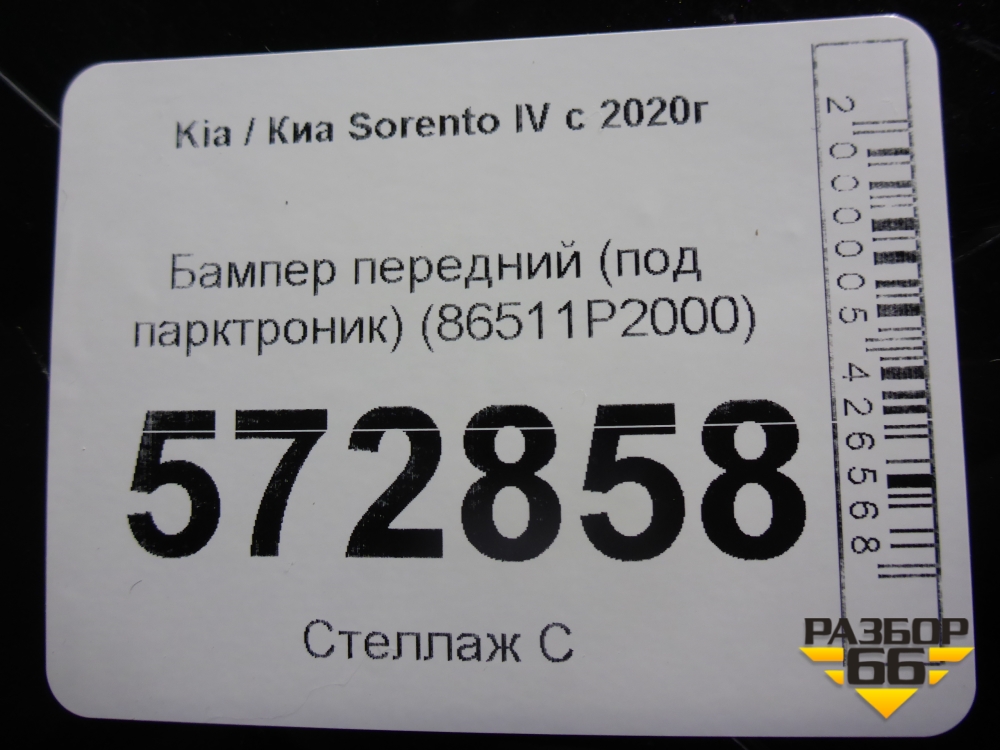 Kia / Киа Sorento IV с 2020г
Бампер передний (под
парктроник) (86511P2000)
572858
Стеллаж С
2000005426568
РАЗБОР
66